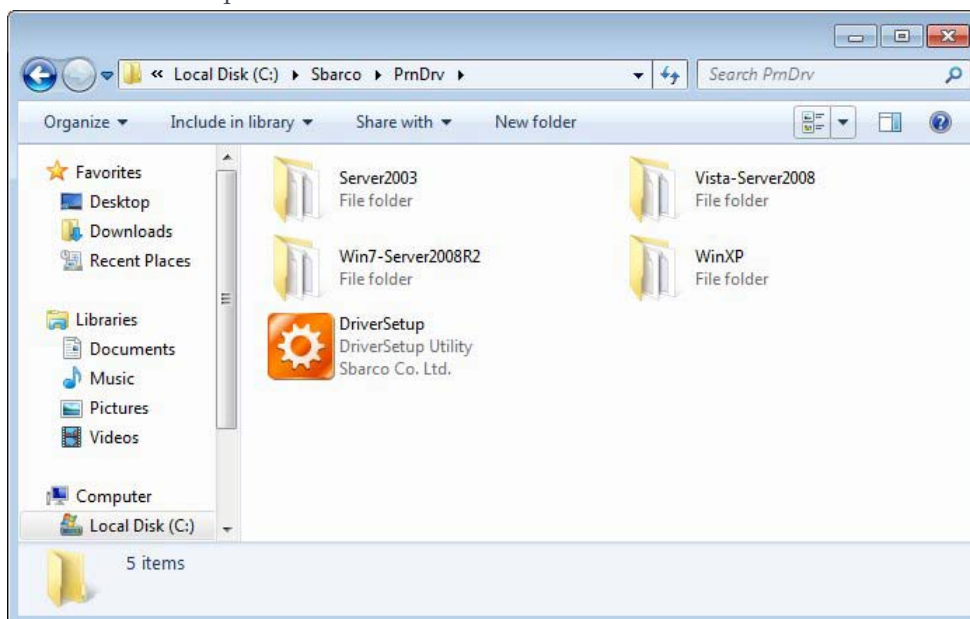 « Local Disk (C:) ▸ Sbarco ▸ PrnDrv ▸
Search PrnDrv
Organize ▼ Include in library ▼ Share with ▼ New folder
Favorites
Desktop
Downloads
Recent Places
Libraries
Documents
Music
Pictures
Videos
Computer
Local Disk (C:)
Server2003
File folder
Vista-Server2008
File folder
Win7-Server2008R2
File folder
WinXP
File folder
DriverSetup
DriverSetup Utility
Sbarco Co. Ltd.
5 items